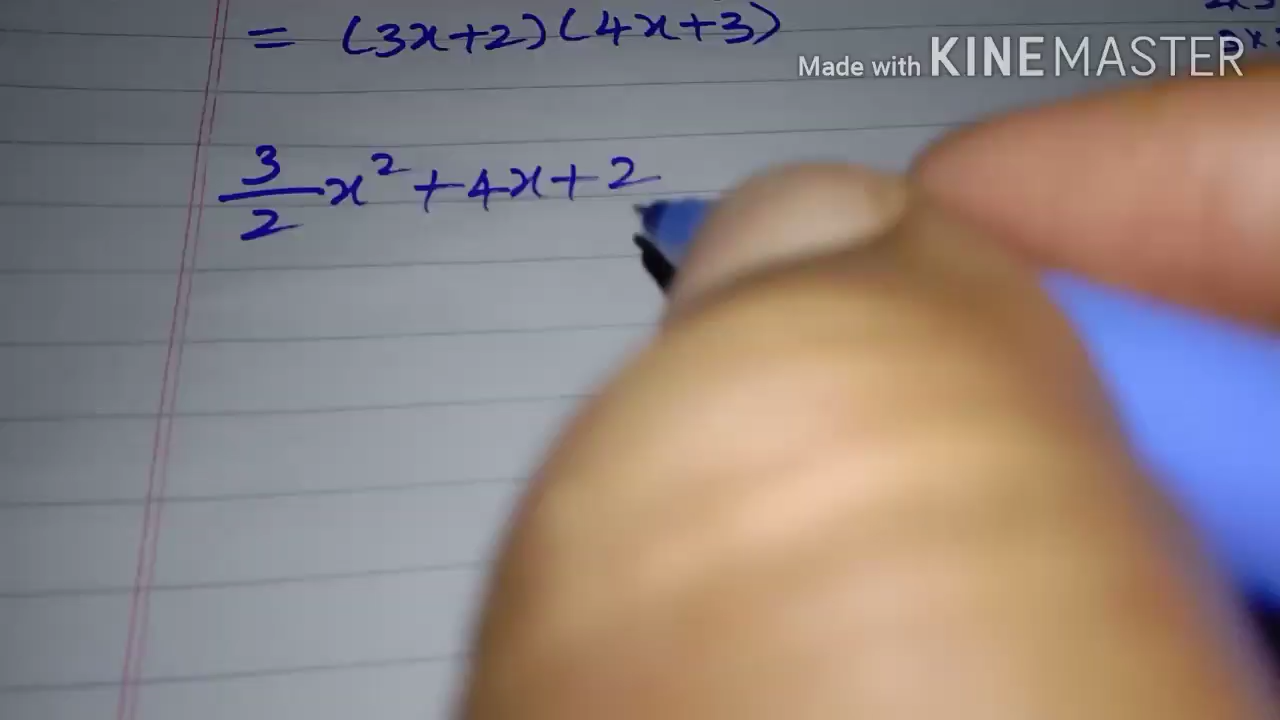 = (3x+2)(4x+3)
Made with KINEMASTER
3/2 x² + 4x + 2